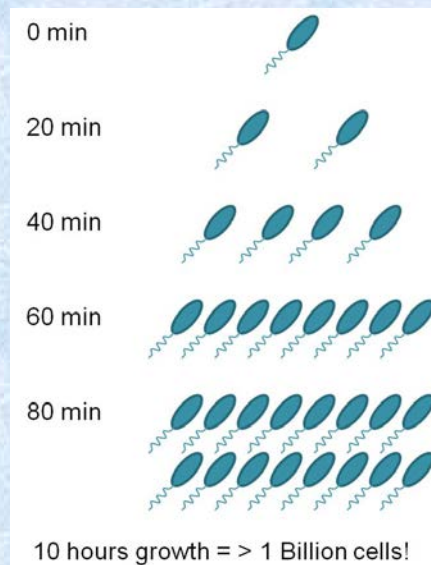 0 min
20 min
40 min
60 min
80 min
10 hours growth = > 1 Billion cells!